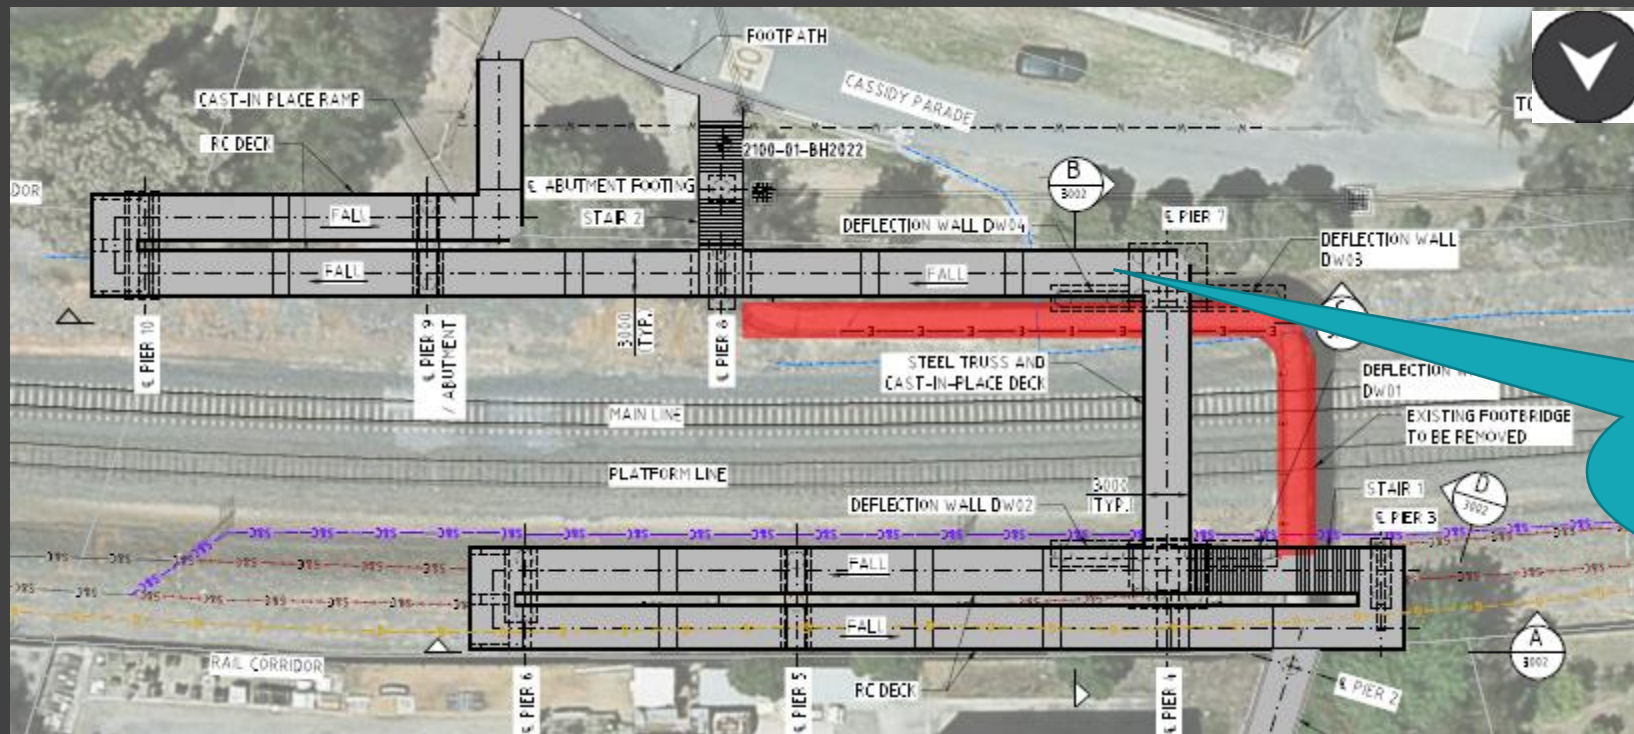 FOOTPATH
40
CASSIDY PARADE
CAST-IN PLACE RAMP
RC DECK
2100-01-BH2022
B
3002
℄ ABUTMENT FOOTING
STAIR 2
FALL
℄ PIER 7
DEFLECTION WALL DW04
DEFLECTION WALL
DW03
FALL
FALL
℄ PIER 10
℄ PIER 9
/ ABUTMENT
3000
(TYP.)
℄ PIER 8
C
STEEL TRUSS AND
CAST-IN-PLACE DECK
DEFLECTION
DW01
MAIN LINE
EXISTING FOOTBRIDGE
TO BE REMOVED
PLATFORM LINE
DEFLECTION WALL DW02
3000
(TYP.)
STAIR 1
D
3002
℄ PIER 3
FALL
FALL
A
3002
RAIL CORRIDOR
RC DECK
℄ PIER 6
℄ PIER 5
℄ PIER 4
℄ PIER 2